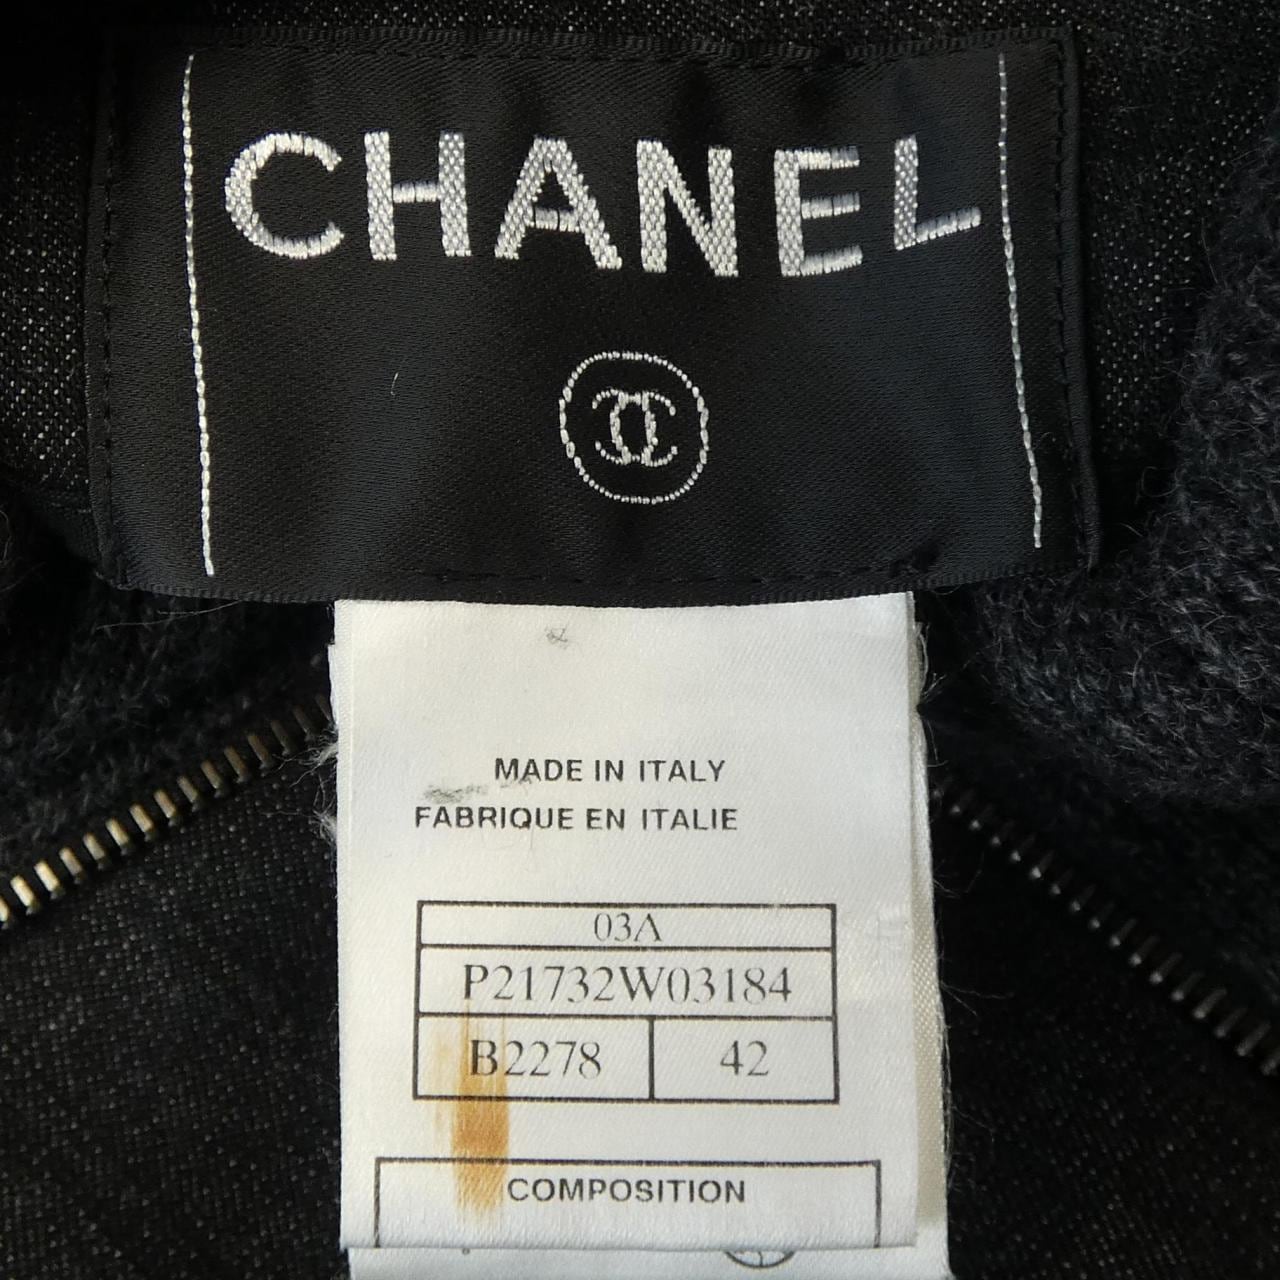 CHANEL
MADE IN ITALY
FABRIQUE EN ITALIE
03A
P21732W03184
B2278 42
COMPOSITION